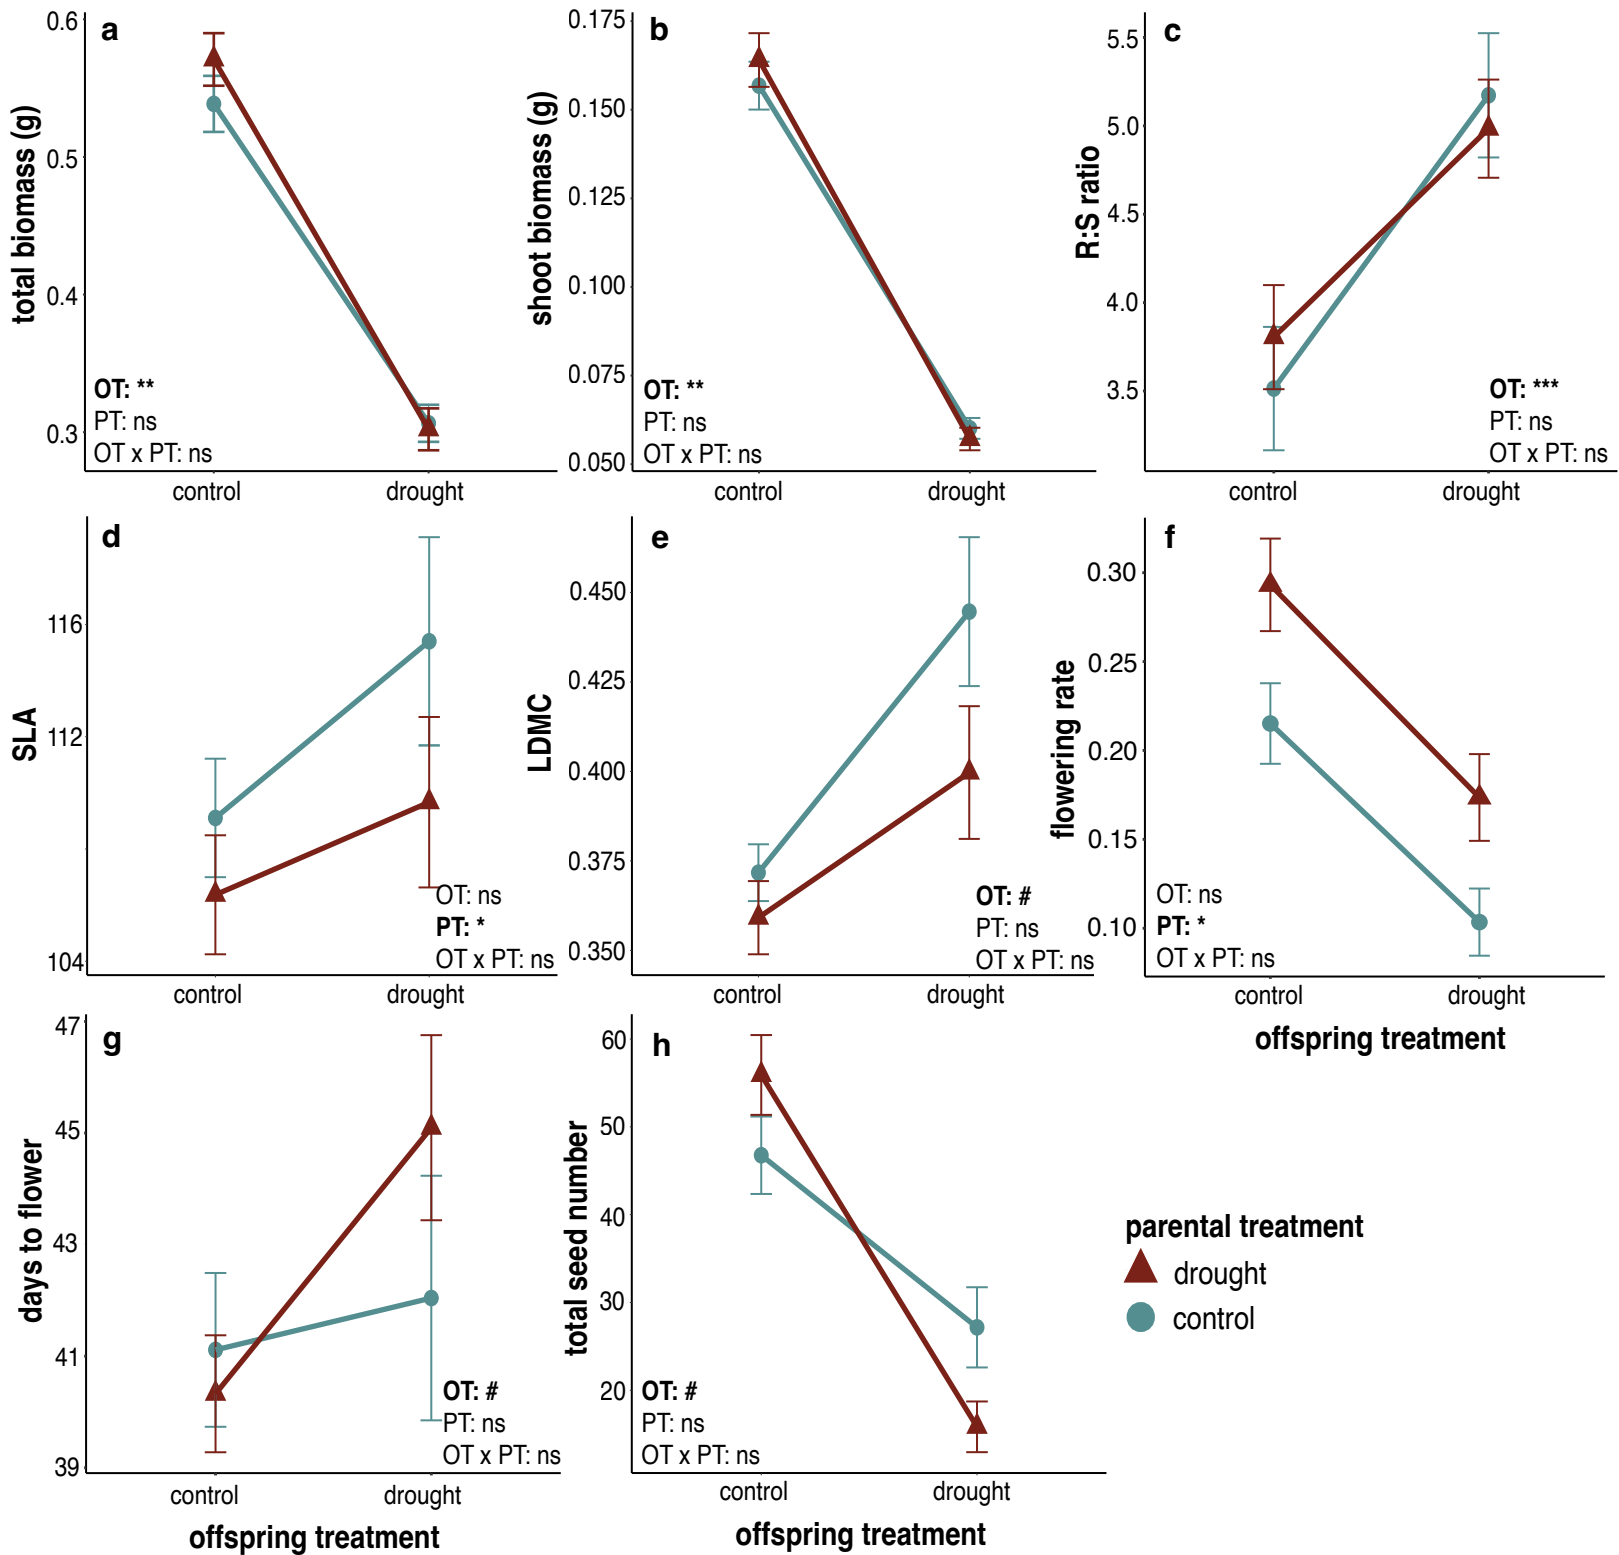 a
total biomass (g)
0.6
0.5
0.4
0.3
OT: **
PT: ns
OT x PT: ns
control
drought
b
shoot biomass (g)
0.175
0.150
0.125
0.100
0.075
0.050
OT: **
PT: ns
OT x PT: ns
control
drought
c
R:S ratio
5.5
5.0
4.5
4.0
3.5
OT: ***
PT: ns
OT x PT: ns
control
drought
d
SLA
116
112
104
OT: ns
PT: *
OT x PT: ns
control
drought
e
LDMC
0.450
0.425
0.400
0.375
0.350
OT: #
PT: ns
OT x PT: ns
control
drought
f
flowering rate
0.30
0.25
0.20
0.15
0.10
OT: ns
PT: *
OT x PT: ns
control
drought
offspring treatment
g
days to flower
47
45
43
41
39
OT: #
PT: ns
OT x PT: ns
control
drought
offspring treatment
h
total seed number
60
50
40
30
20
OT: #
PT: ns
OT x PT: ns
control
drought
offspring treatment
parental treatment
drought
control